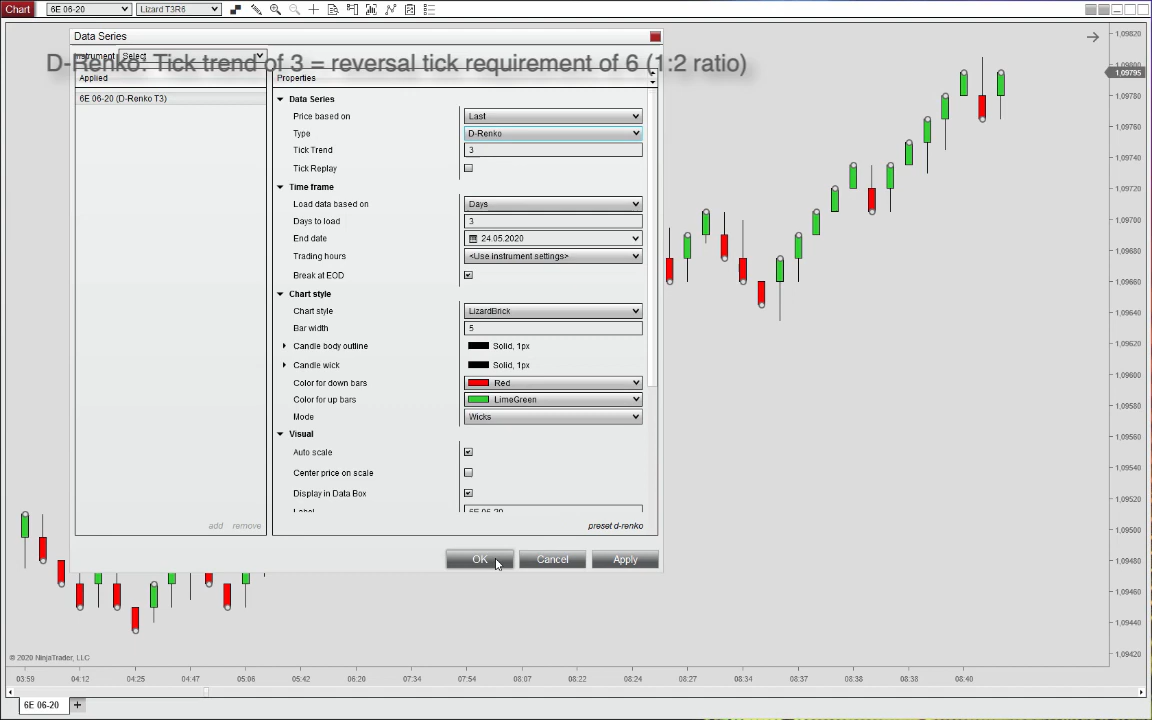 Chart
6E 06-20
Lizard T3R6
Data Series
Instrument
Select
D-Renko: Tick trend of 3 = reversal tick requirement of 6 (1:2 ratio)
Applied
Properties
6E 06-20 (D-Renko T3)
Data Series
Price based on
Last
Type
D-Renko
Tick Trend
3
Tick Replay
Time frame
Load data based on
Days
Days to load
3
End date
24.05.2020
Trading hours
<Use instrument settings>
Break at EOD
Chart style
Chart style
LizardBrick
Bar width
5
Candle body outline
Solid, 1px
Candle wick
Solid, 1px
Color for down bars
Red
Color for up bars
LimeGreen
Mode
Wicks
Visual
Auto scale
Center price on scale
Display in Data Box
Label
6E 06-20
add remove
preset d-renko
OK
Cancel
Apply
1,09820
1,09800
1,09795
1,09780
1,09760
1,09740
1,09720
1,09700
1,09680
1,09660
1,09640
1,09620
1,09600
1,09580
1,09560
1,09540
1,09520
1,09500
1,09480
1,09460
1,09440
1,09420
© 2020 NinjaTrader, LLC
03:59 04:12 04:25 04:47 05:06 05:42 06:20 07:34 07:54 08:07 08:22 08:24 08:27 08:34 08:37 08:38 08:38 08:40
6E 06-20